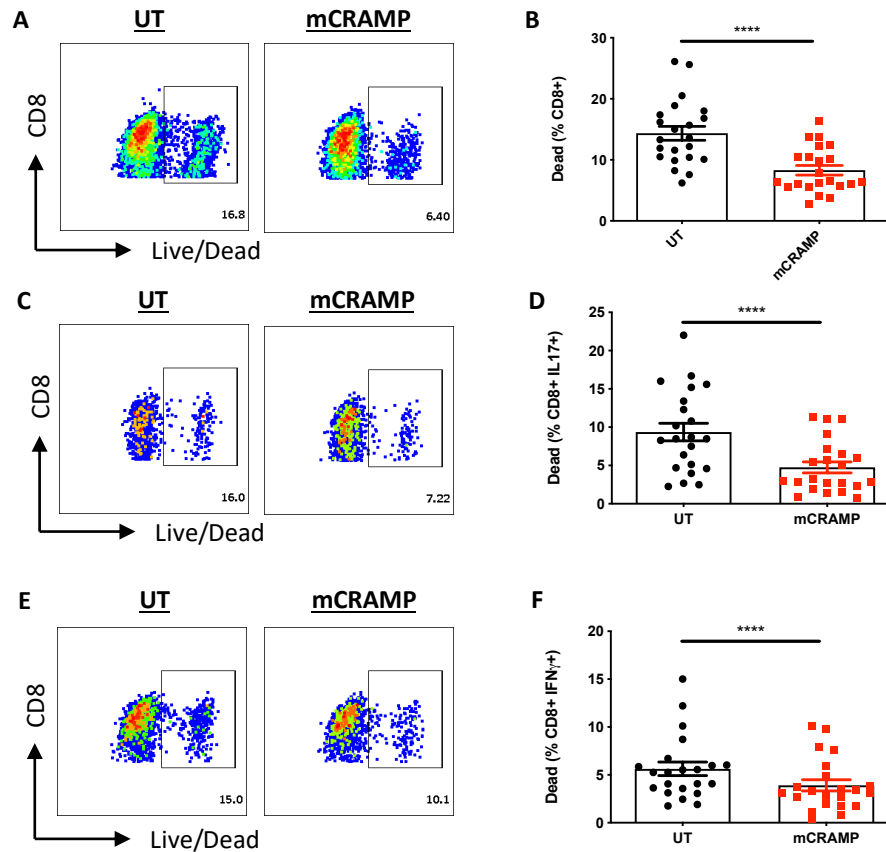 A
UT
mCRAMP
CD8
16.8
6.40
Live/Dead
B
****
Dead (% CD8+)
30
20
10
0
UT
mCRAMP
C
UT
mCRAMP
CD8
16.0
7.22
Live/Dead
D
****
Dead (% CD8+ IL17+)
25
20
15
10
5
0
UT
mCRAMP
E
UT
mCRAMP
CD8
15.0
10.1
Live/Dead
F
****
Dead (% CD8+ IFNγ+)
20
15
10
5
0
UT
mCRAMP